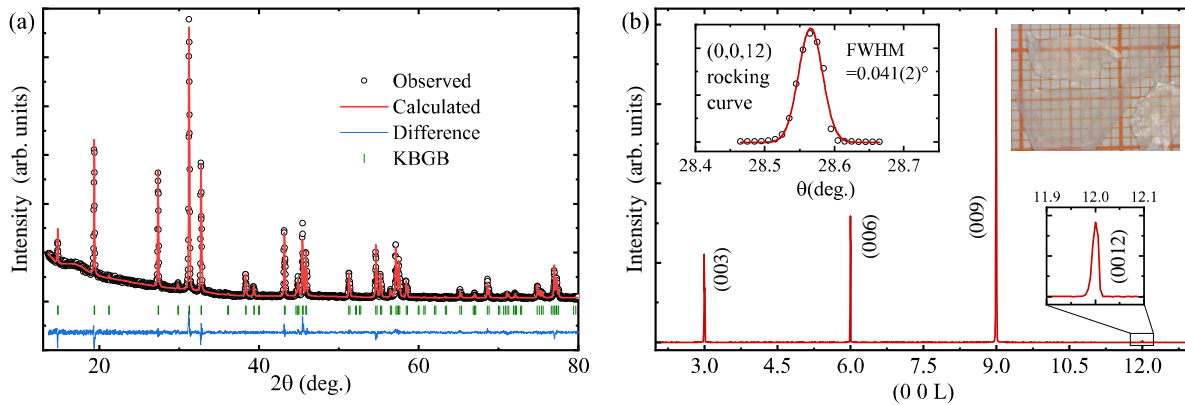 (a)
Intensity (arb. units)
Observed
Calculated
Difference
KBGB
20 40 60 80
2θ (deg.)
(b)
Intensity (arb. units)
(0,0,12)
rocking
curve
FWHM
=0.041(2)°
28.4 28.5 28.6 28.7
θ(deg.)
(003)
(006)
(009)
11.9 12.0 12.1
(0012)
3.0 6.0 7.5 9.0 10.5 12.0
(0 0 L)